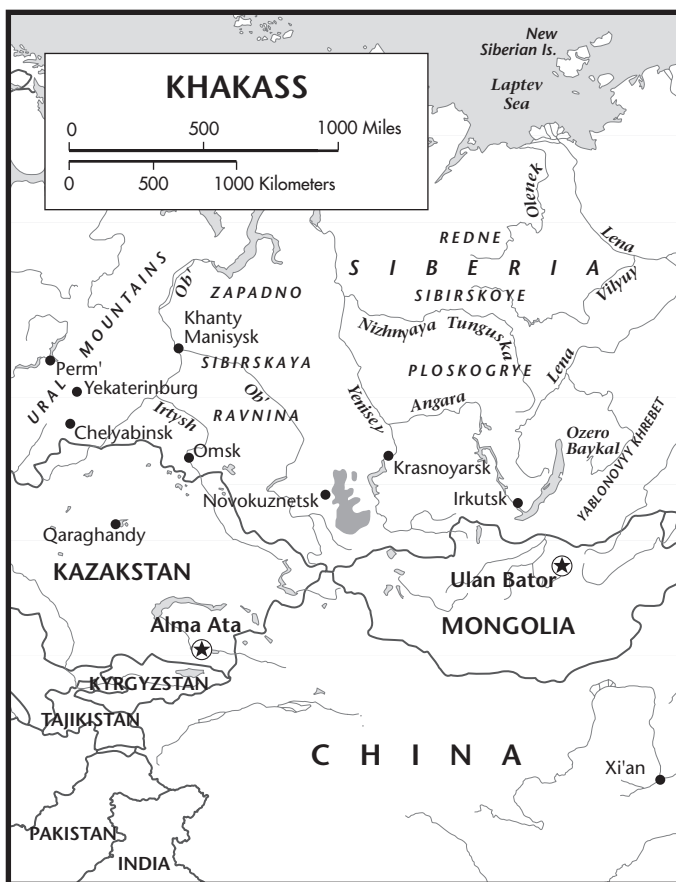 New
Siberian Is.
Laptev
Sea
KHAKASS
0 500 1000 Miles
0 500 1000 Kilometers
Olenek
REDNE
Lena
SIBERIA
Ob'
ZAPADNO
SIBIRSKOYE
Vilyuy
URAL MOUNTAINS
Khanty
Manisysk
Nizhnyaya Tunguska
Perm'
SIBIRSKAYA
PLOSKOGRYE
Lena
Yekaterinburg
Ob'
Yenisey
Angara
Irtysh
RAVNINA
Chelyabinsk
Ozero
Baykal
YABLONOVYY KHREBET
Omsk
Krasnoyarsk
Novokuznetsk
Irkutsk
Qaraghandy
KAZAKSTAN
Ulan Bator
Alma Ata
MONGOLIA
KYRGYZSTAN
TAJIKISTAN
CHINA
Xi'an
PAKISTAN
INDIA